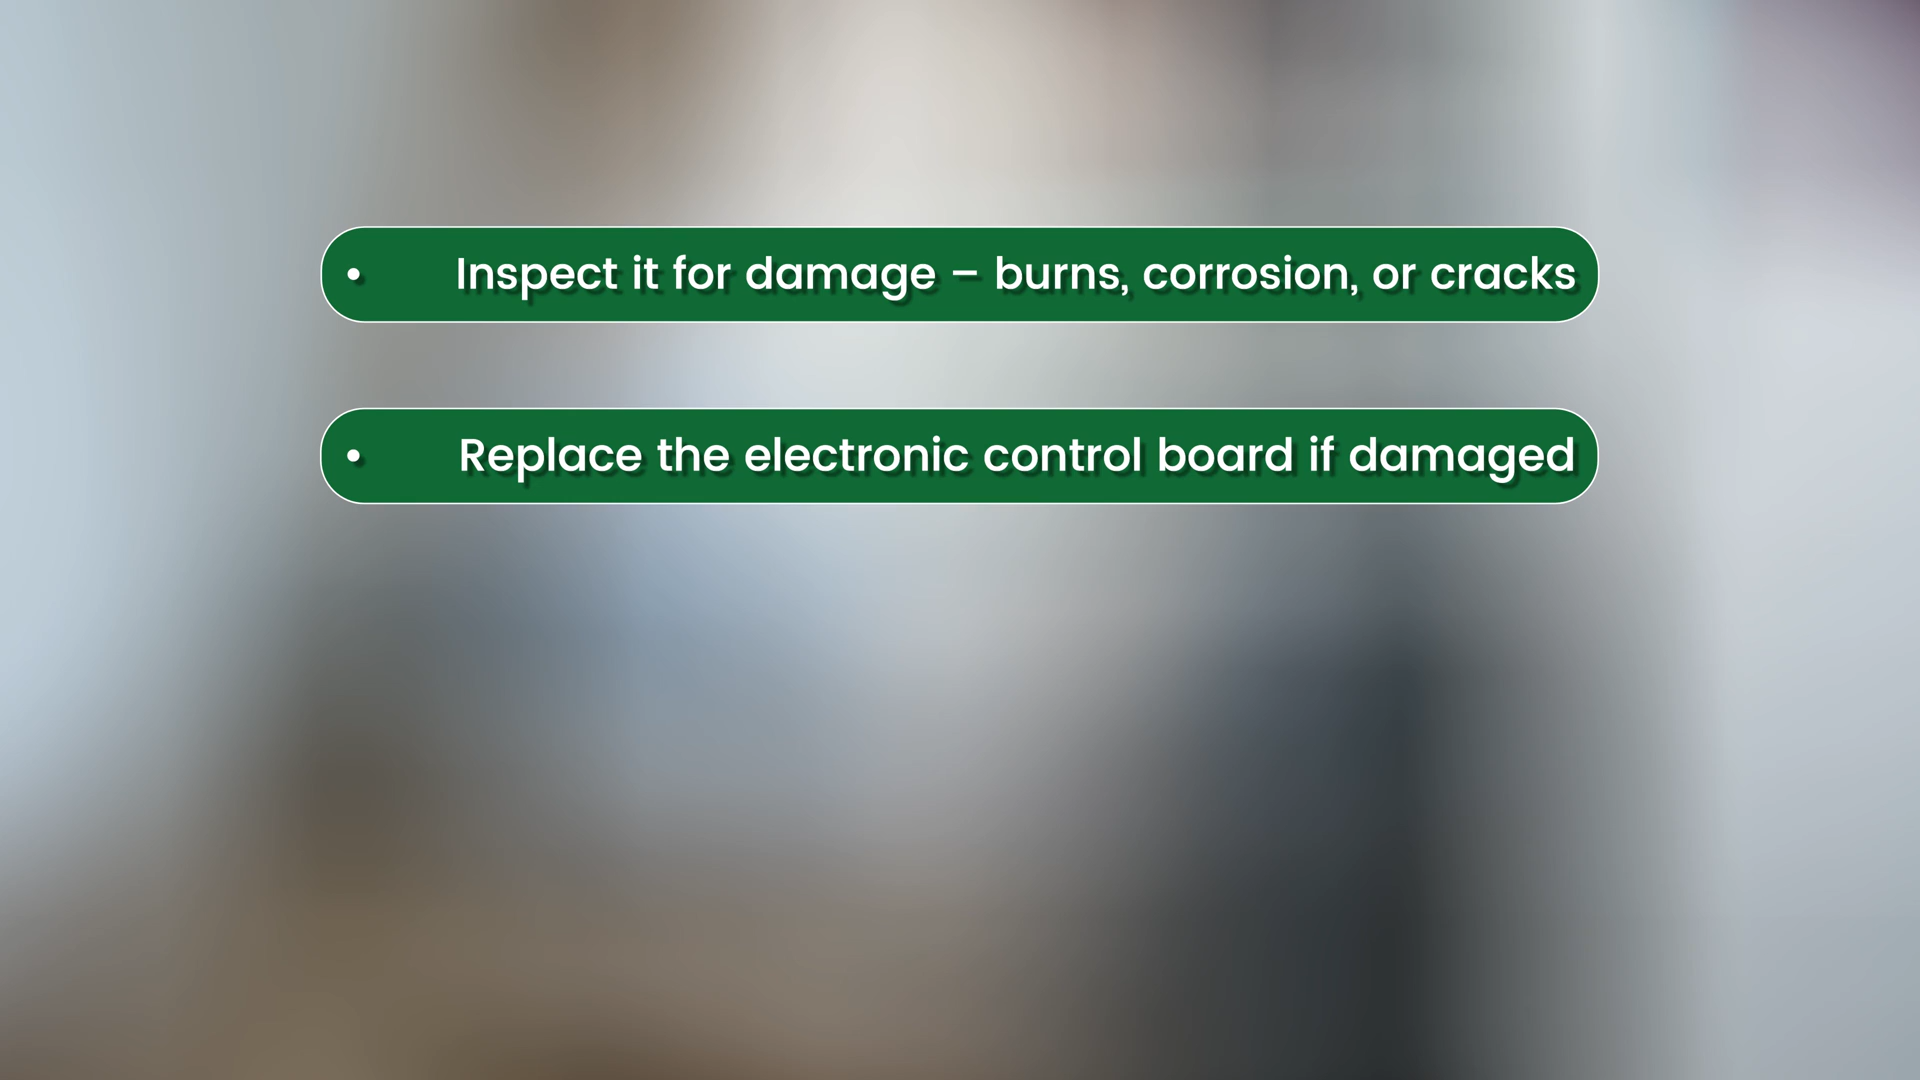 • Inspect it for damage – burns, corrosion, or cracks
• Replace the electronic control board if damaged